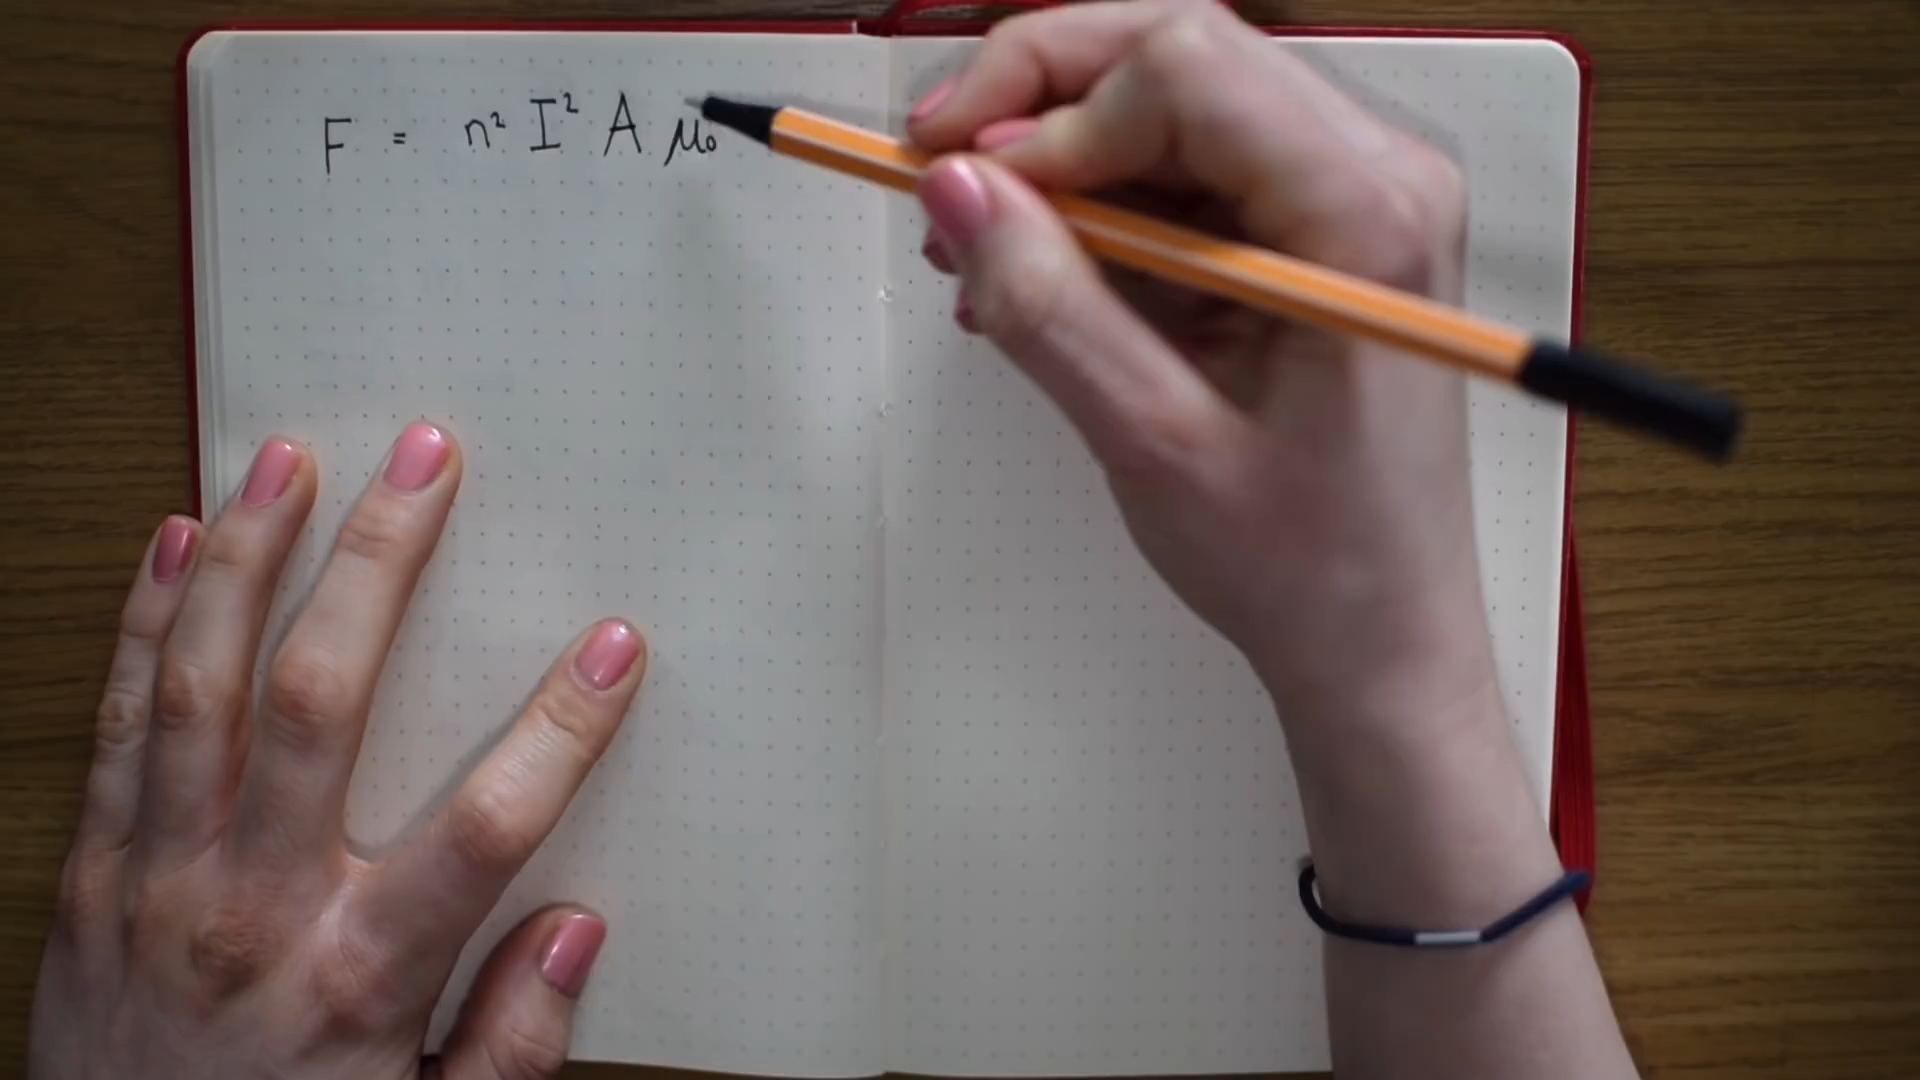 F = n² I² A μ₀